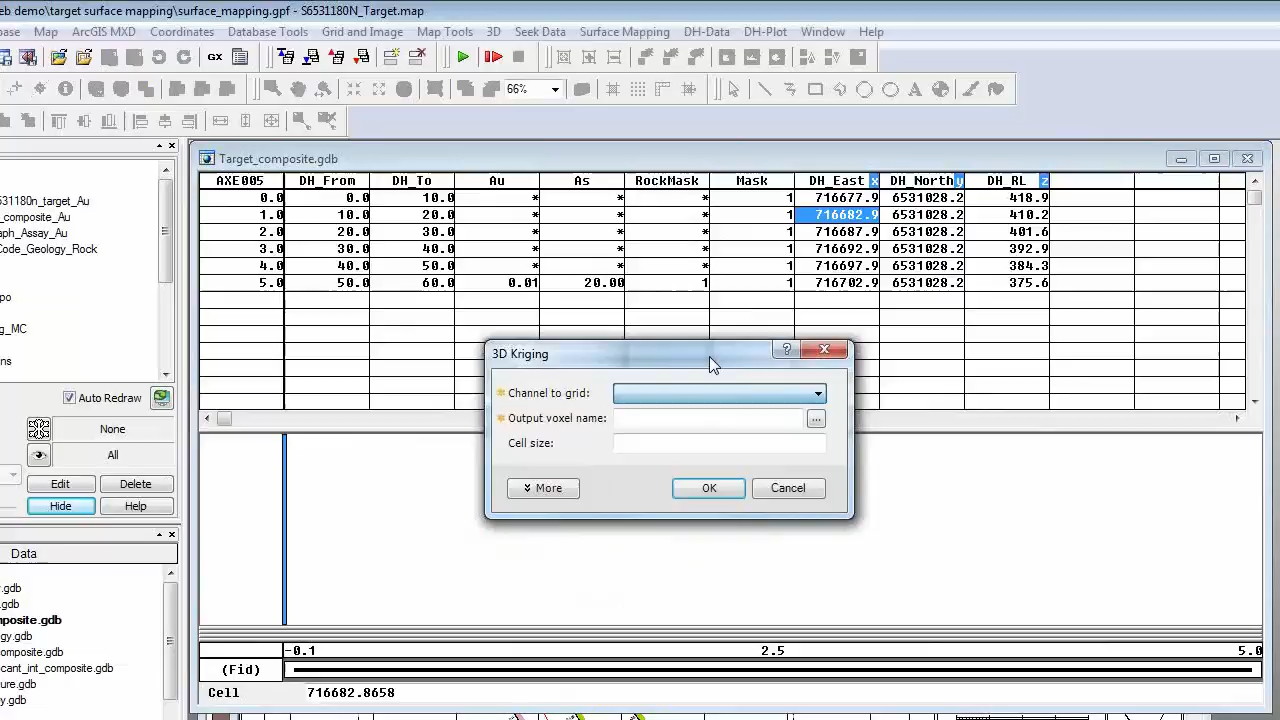 eb demo\target surface mapping\surface_mapping.gpf - S6531180N_Target.map
base Map ArcGIS MXD Coordinates Database Tools Grid and Image Map Tools 3D Seek Data Surface Mapping DH-Data DH-Plot Window Help
GX
66%
A
Target_composite.gdb
AXE005 DH_From DH_To Au As RockMask Mask DH_East x DH_North y DH_RL z
0.0 0.0 10.0 * * * 1 716677.9 6531028.2 418.9
1.0 10.0 20.0 * * * 1 716682.9 6531028.2 410.2
2.0 20.0 30.0 * * * 1 716687.9 6531028.2 401.6
3.0 30.0 40.0 * * * 1 716692.9 6531028.2 392.9
4.0 40.0 50.0 * * * 1 716697.9 6531028.2 384.3
5.0 50.0 60.0 0.01 20.00 1 1 716702.9 6531028.2 375.6
531180n_target_Au
_composite_Au
aph_Assay_Au
Code_Geology_Rock
po
g_MC
ons
Auto Redraw
None
All
Edit Delete
Hide Help
Data
.gdb
.gdb
mposite.gdb
gy.gdb
omposite.gdb
cant_int_composite.gdb
ure.gdb
y.gdb
3D Kriging
?
Channel to grid:
Output voxel name: ...
Cell size:
More OK Cancel
-0.1 2.5 5.0
(Fid)
Cell 716682.8658